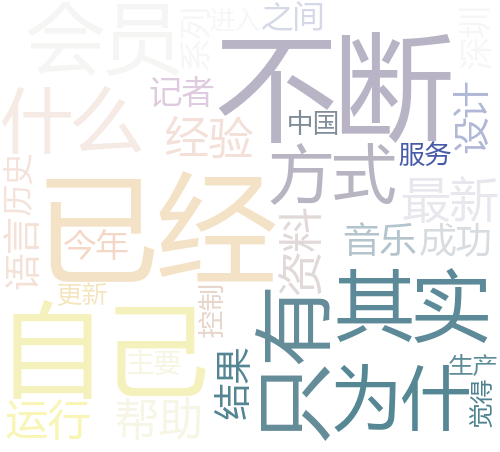 会员
系列
进入
之间
深圳
不断
什么
记者
经验
中国
服务
设计
方式
已经
最新
语言
历史
今年
资料
音乐
成功
更新
控制
其实
只有
自己
主要
结果
为什
生产
觉得
运行
帮助